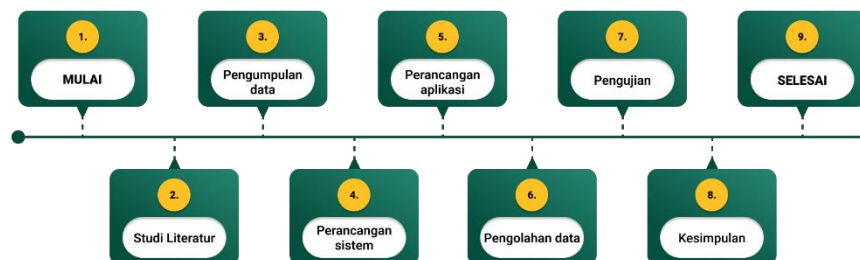 1.
MULAI
2.
Studi Literatur
3.
Pengumpulan
data
4.
Perancangan
sistem
5.
Perancangan
aplikasi
6.
Pengolahan data
7.
Pengujian
8.
Kesimpulan
9.
SELESAI